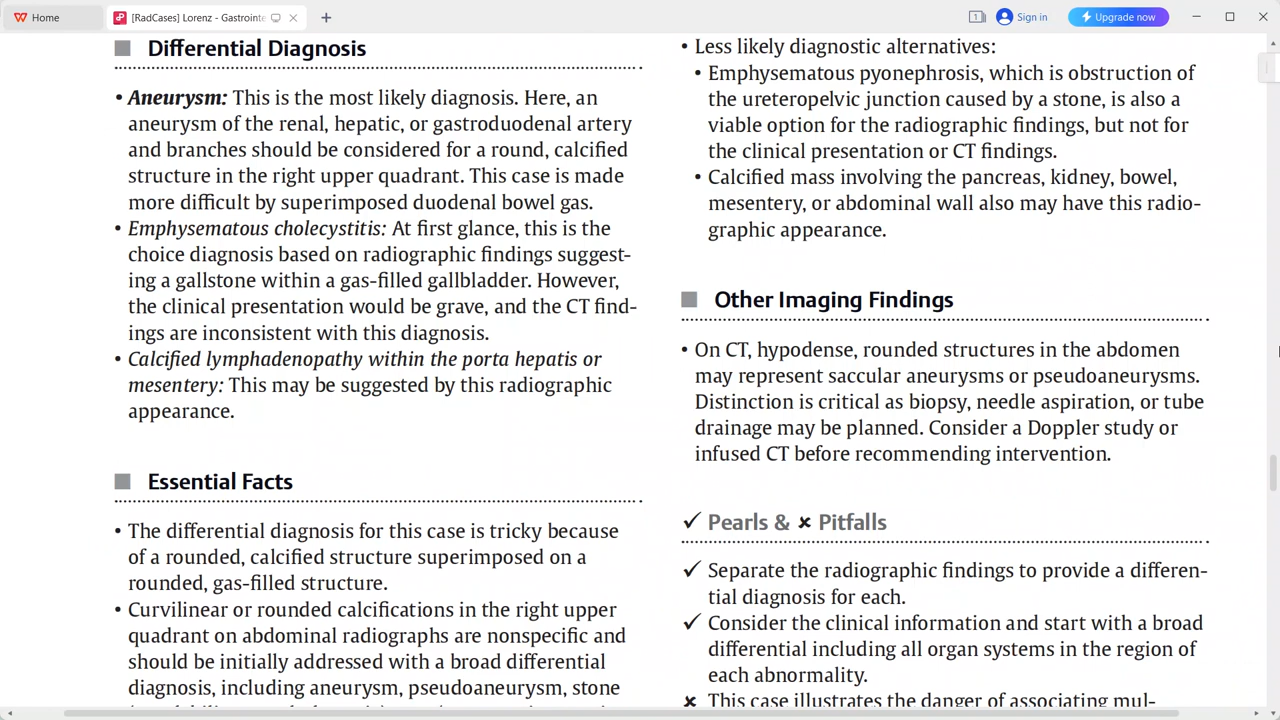 Home
[RadCases] Lorenz - Gastrointe
1
Sign in
Upgrade now
Differential Diagnosis
• Aneurysm: This is the most likely diagnosis. Here, an
aneurysm of the renal, hepatic, or gastroduodenal artery
and branches should be considered for a round, calcified
structure in the right upper quadrant. This case is made
more difficult by superimposed duodenal bowel gas.
• Emphysematous cholecystitis: At first glance, this is the
choice diagnosis based on radiographic findings suggest-
ing a gallstone within a gas-filled gallbladder. However,
the clinical presentation would be grave, and the CT find-
ings are inconsistent with this diagnosis.
• Calcified lymphadenopathy within the porta hepatis or
mesentery: This may be suggested by this radiographic
appearance.
Essential Facts
• The differential diagnosis for this case is tricky because
of a rounded, calcified structure superimposed on a
rounded, gas-filled structure.
• Curvilinear or rounded calcifications in the right upper
quadrant on abdominal radiographs are nonspecific and
should be initially addressed with a broad differential
diagnosis, including aneurysm, pseudoaneurysm, stone
• Less likely diagnostic alternatives:
• Emphysematous pyonephrosis, which is obstruction of
the ureteropelvic junction caused by a stone, is also a
viable option for the radiographic findings, but not for
the clinical presentation or CT findings.
• Calcified mass involving the pancreas, kidney, bowel,
mesentery, or abdominal wall also may have this radio-
graphic appearance.
Other Imaging Findings
• On CT, hypodense, rounded structures in the abdomen
may represent saccular aneurysms or pseudoaneurysms.
Distinction is critical as biopsy, needle aspiration, or tube
drainage may be planned. Consider a Doppler study or
infused CT before recommending intervention.
✓ Pearls & ✗ Pitfalls
✓ Separate the radiographic findings to provide a differen-
tial diagnosis for each.
✓ Consider the clinical information and start with a broad
differential including all organ systems in the region of
each abnormality.
✗ This case illustrates the danger of associating mul-